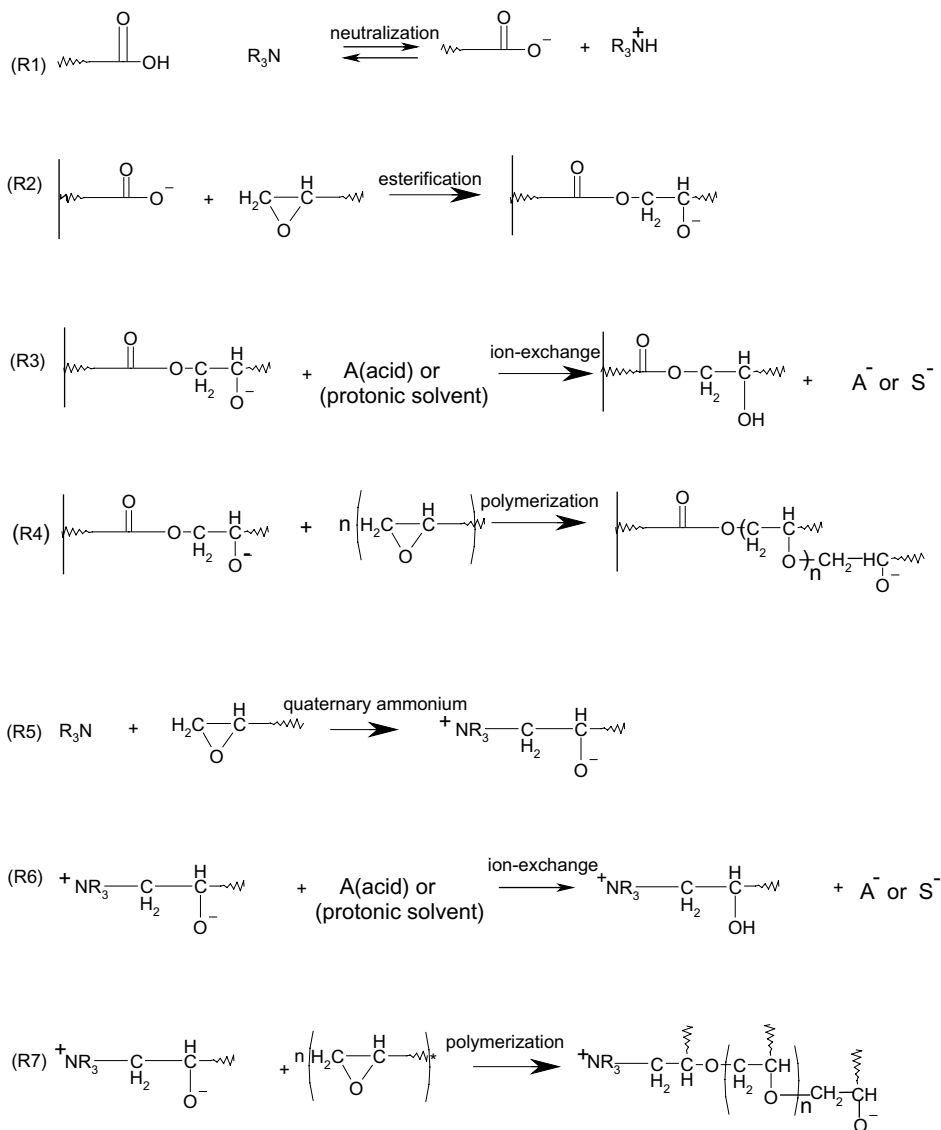 O
(R1) OH R₃N neutralization O⁻ + R₃N⁺H
O
(R2) O O⁻ + H₂C H O esterification O O C H₂ H C O⁻
(R3) O O C H₂ H C O⁻ + A(acid) or (protonic solvent) ion-exchange O O C H₂ H C OH + A⁻ or S⁻
(R4) O O C H₂ H C O⁻ + n ( H₂C H C O ) polymerization O O ( C H₂ H C O )n CH₂ HC O⁻
(R5) R₃N + H₂C HC O quaternary ammonium ⁺NR₃ C H₂ H C O⁻
(R6) ⁺NR₃ C H₂ H C O⁻ + A(acid) or (protonic solvent) ion-exchange ⁺NR₃ C H₂ H C OH + A⁻ or S⁻
(R7) ⁺NR₃ C H₂ H C O⁻ + n ( H₂C H C O )* polymerization ⁺NR₃ C H₂ H C O ( C H₂ C H O )n CH₂ CH O⁻